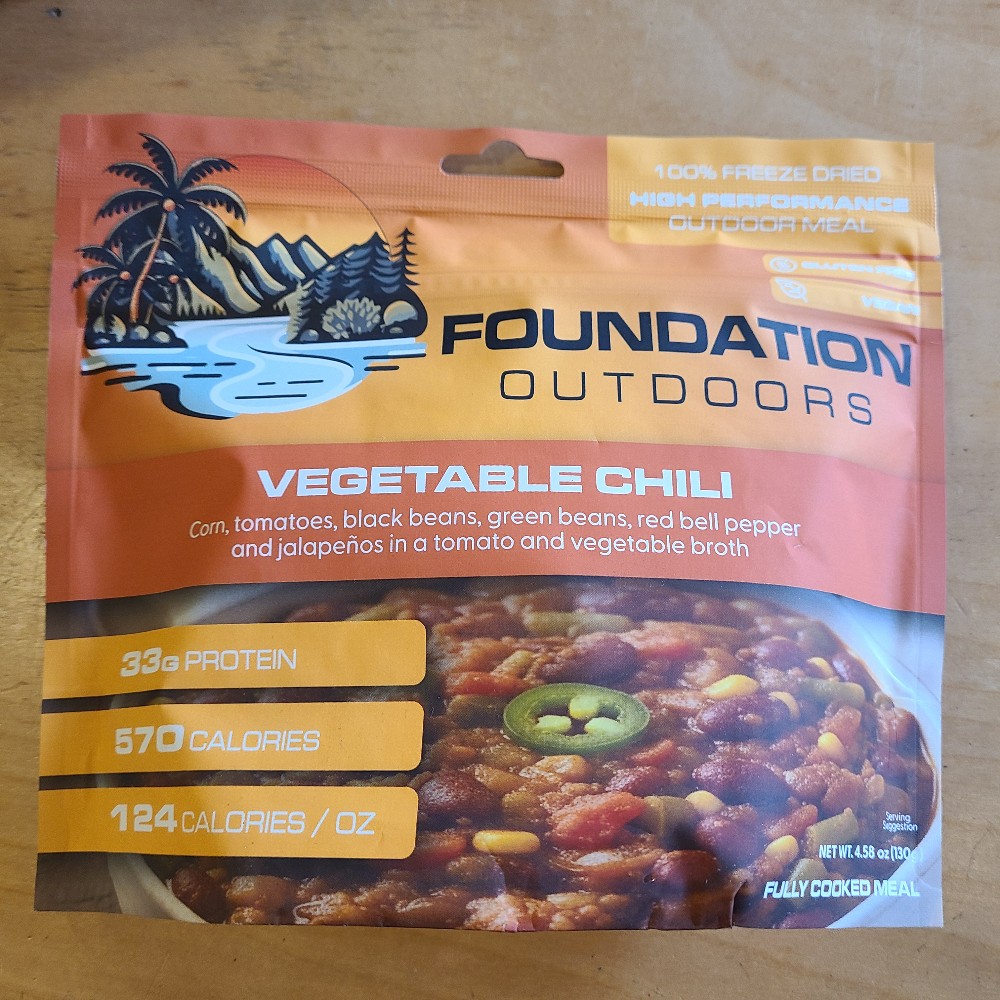 100% FREEZE DRIED
HIGH PERFORMANCE
OUTDOOR MEAL
GLUTEN FREE
VEGAN
FOUNDATION
OUTDOORS
VEGETABLE CHILI
Corn, tomatoes, black beans, green beans, red bell pepper
and jalapeños in a tomato and vegetable broth
33G PROTEIN
570 CALORIES
124 CALORIES / OZ
Serving
Suggestion
NET WT. 4.58 oz (130g)
FULLY COOKED MEAL